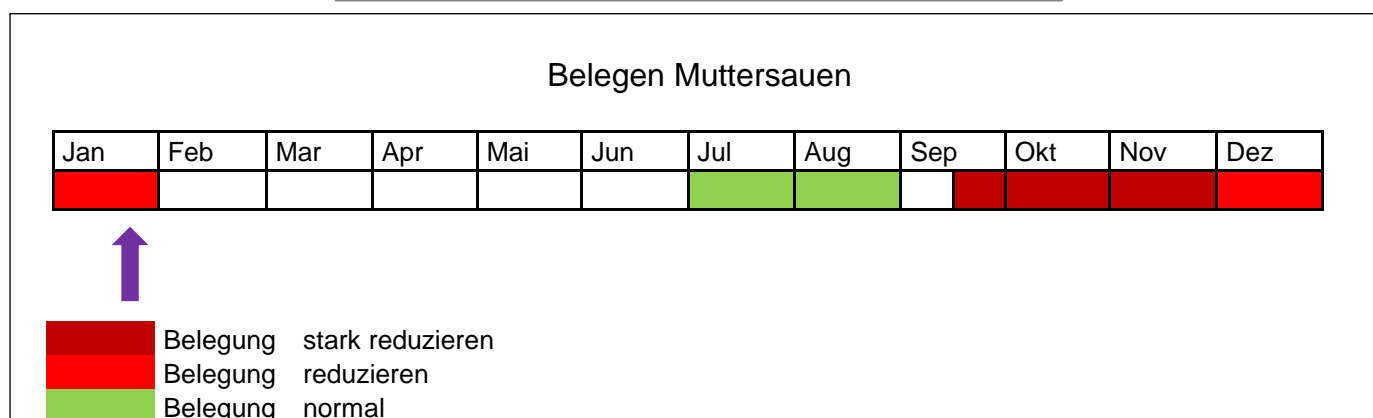 Belegen Muttersauen
Jan Feb Mar Apr Mai Jun Jul Aug Sep Okt Nov Dez
Belegung stark reduzieren
Belegung reduzieren
Belegung normal